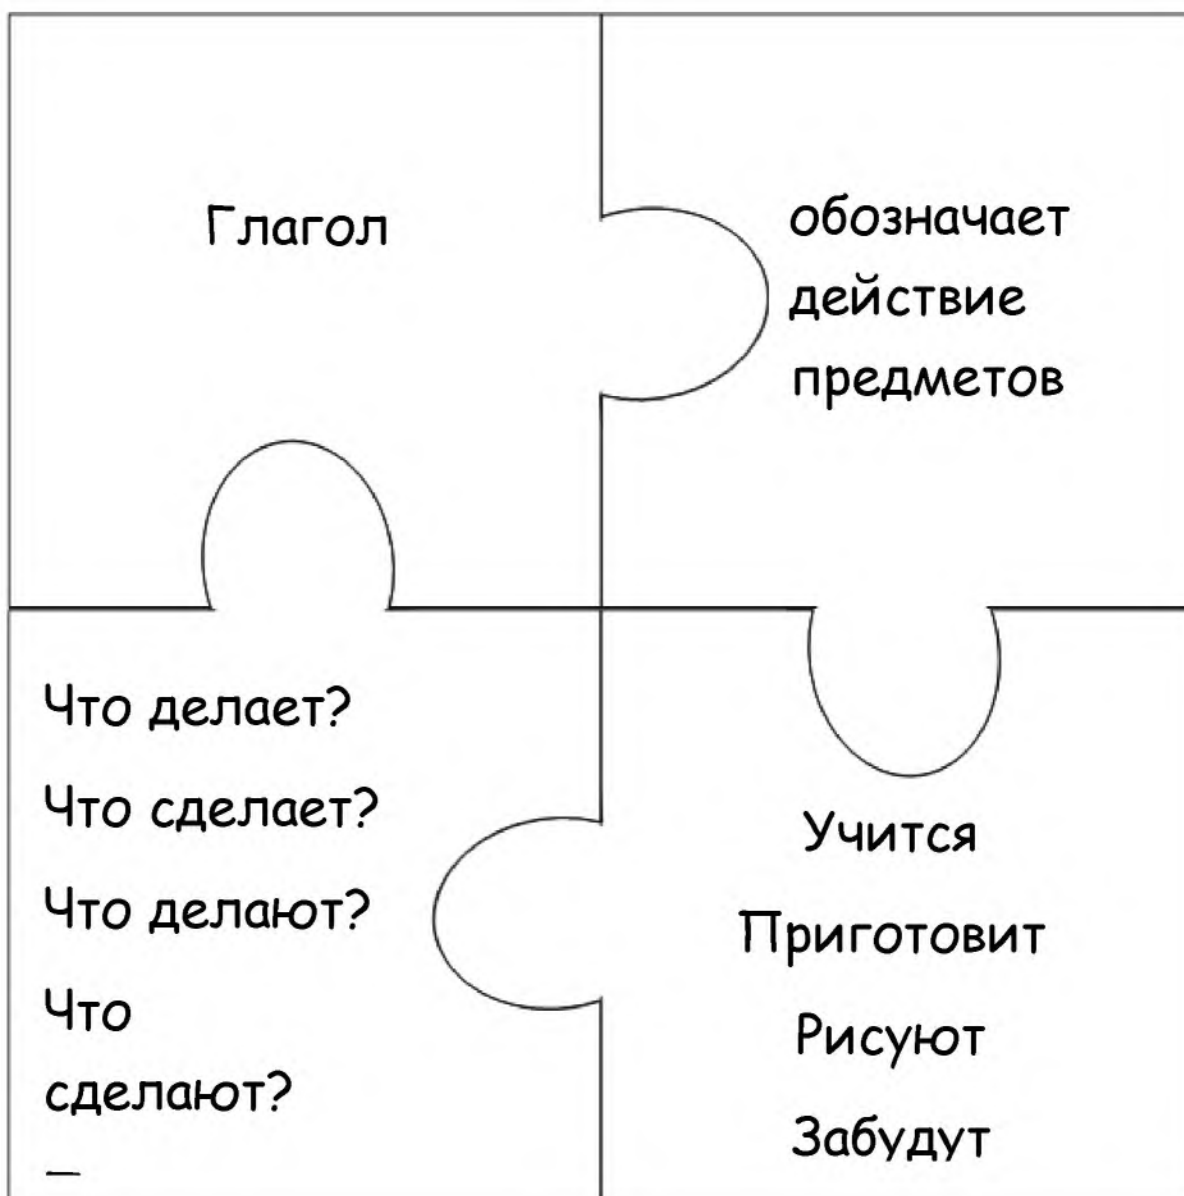 Глагол
обозначает
действие
предметов
Что делает?
Что сделает?
Что делают?
Что
сделают?
Учится
Приготовит
Рисуют
Забудут